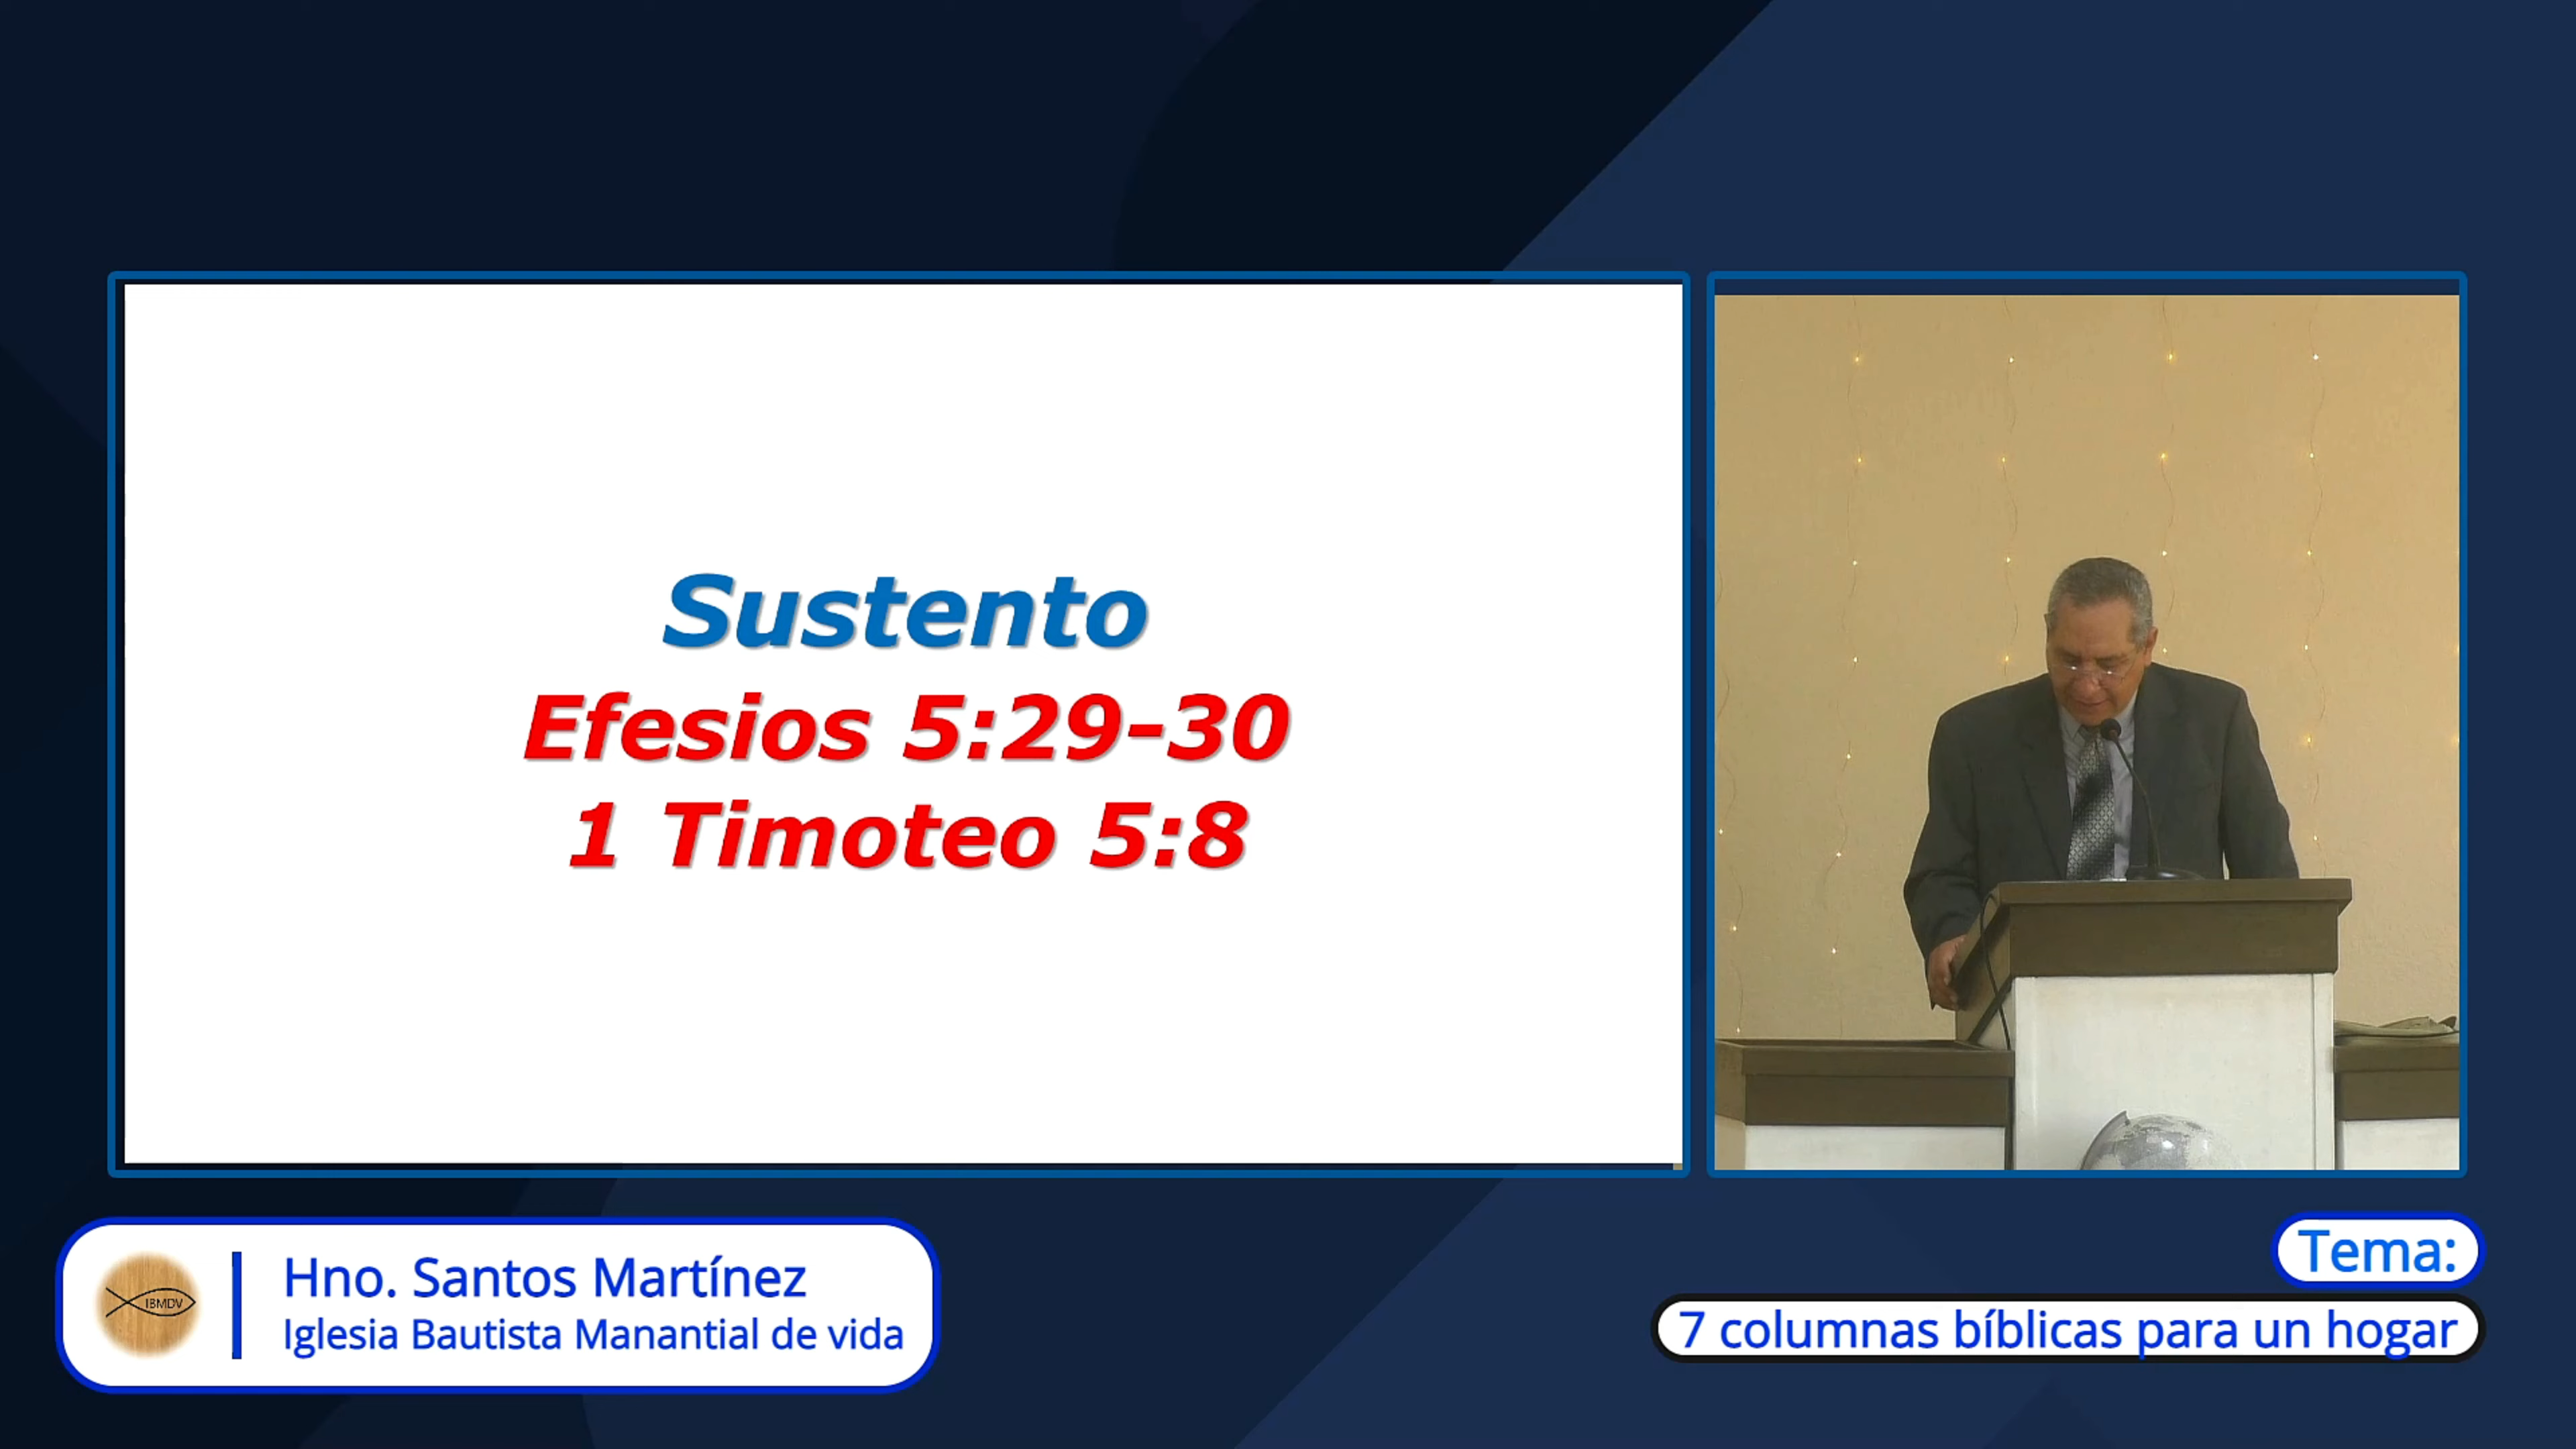 Sustento
Efesios 5:29-30
1 Timoteo 5:8
IBMDV
Hno. Santos Martínez
Iglesia Bautista Manantial de vida
Tema:
7 columnas bíblicas para un hogar